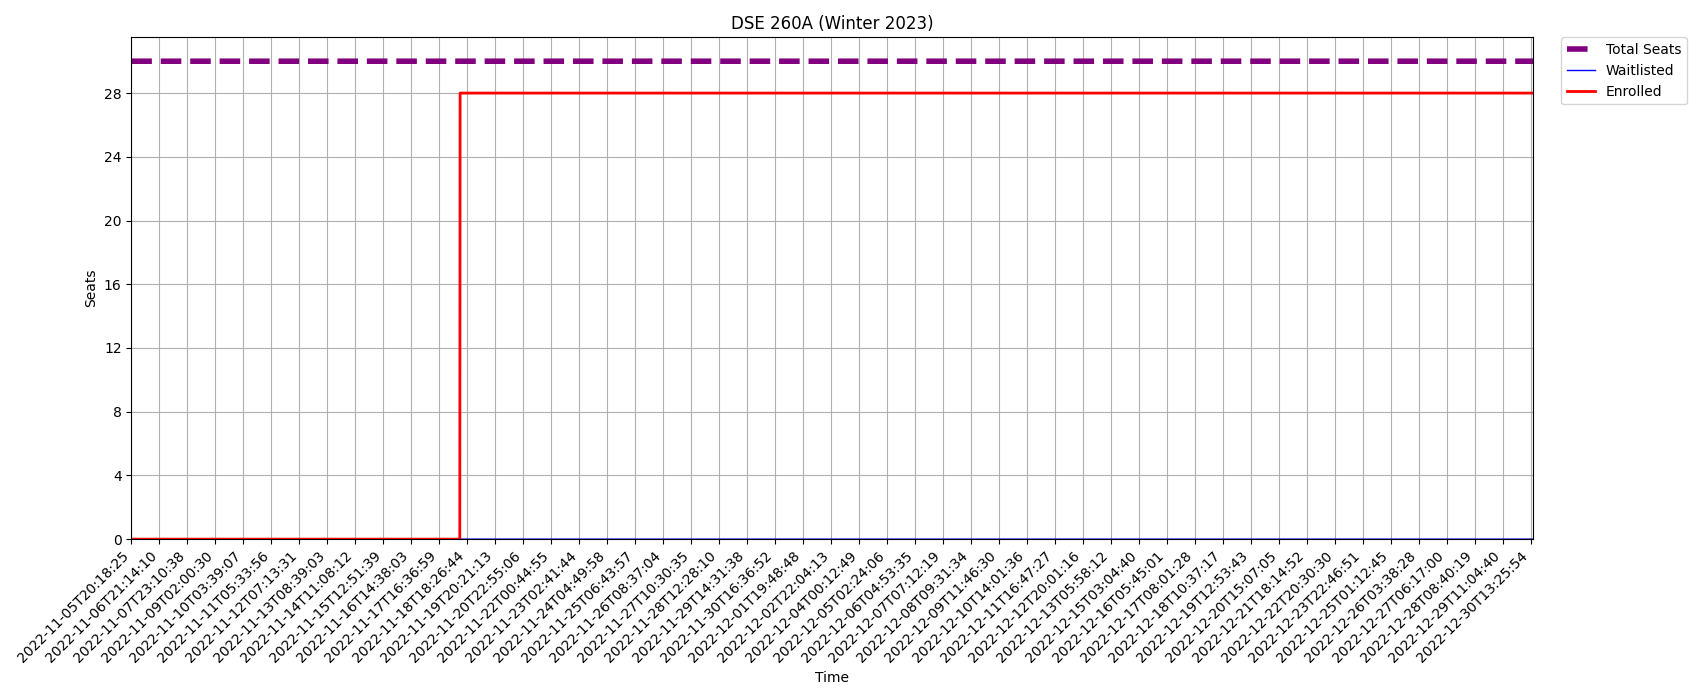 DSE 260A (Winter 2023)
Total Seats
Waitlisted
Enrolled
Seats
28
24
20
16
12
8
4
0
2022-11-05T20:18:25
2022-11-06T21:14:10
2022-11-07T23:10:38
2022-11-09T02:00:30
2022-11-10T03:39:07
2022-11-11T05:33:56
2022-11-12T07:13:31
2022-11-13T08:39:03
2022-11-14T11:08:12
2022-11-15T12:51:39
2022-11-16T14:38:03
2022-11-17T16:36:59
2022-11-18T18:26:44
2022-11-19T20:21:13
2022-11-20T22:55:06
2022-11-22T00:44:55
2022-11-23T02:41:44
2022-11-24T04:49:58
2022-11-25T06:43:57
2022-11-26T08:37:04
2022-11-27T10:30:35
2022-11-28T12:28:10
2022-11-29T14:31:38
2022-11-30T16:36:52
2022-12-01T19:48:48
2022-12-02T22:04:13
2022-12-04T00:12:49
2022-12-05T02:24:06
2022-12-06T04:53:35
2022-12-07T07:12:19
2022-12-08T09:31:34
2022-12-09T11:46:30
2022-12-10T14:01:36
2022-12-11T16:47:27
2022-12-12T20:01:16
2022-12-13T15:58:12
2022-12-15T03:04:40
2022-12-16T05:45:01
2022-12-17T08:01:28
2022-12-18T10:37:17
2022-12-19T12:53:43
2022-12-20T15:07:05
2022-12-21T18:14:52
2022-12-22T20:30:30
2022-12-23T22:46:51
2022-12-25T01:12:45
2022-12-26T03:38:28
2022-12-27T06:17:00
2022-12-28T08:40:19
2022-12-29T11:04:40
2022-12-30T13:25:54
Time